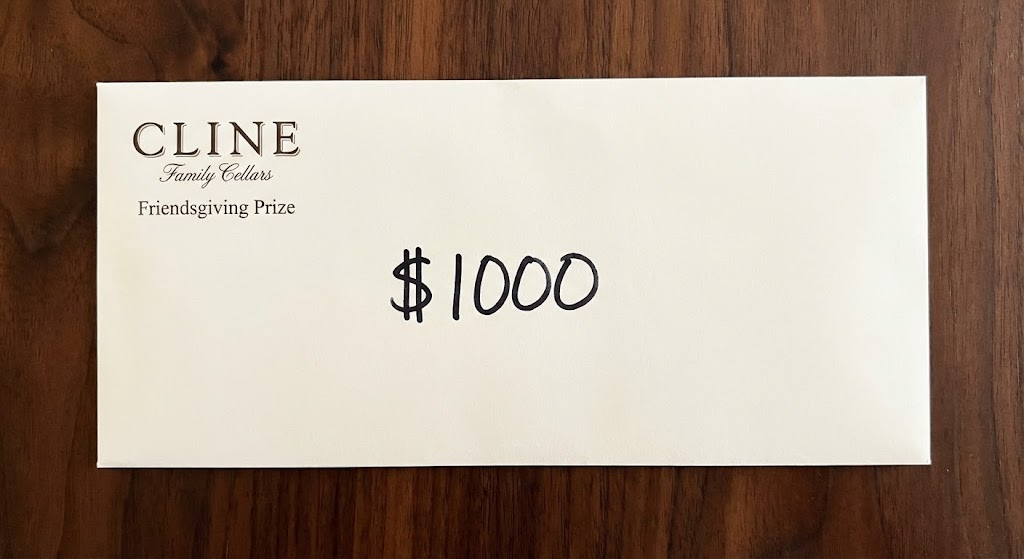 CLINE
Family Cellars
Friendsgiving Prize
$1000